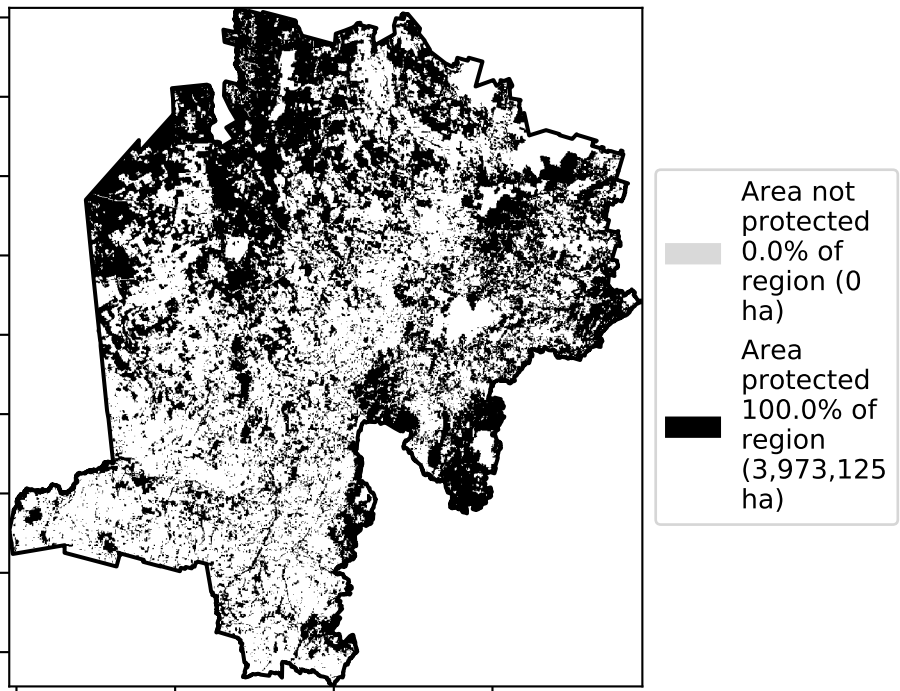 Area not
protected
0.0% of
region (0
ha)
Area
protected
100.0% of
region
(3,973,125
ha)